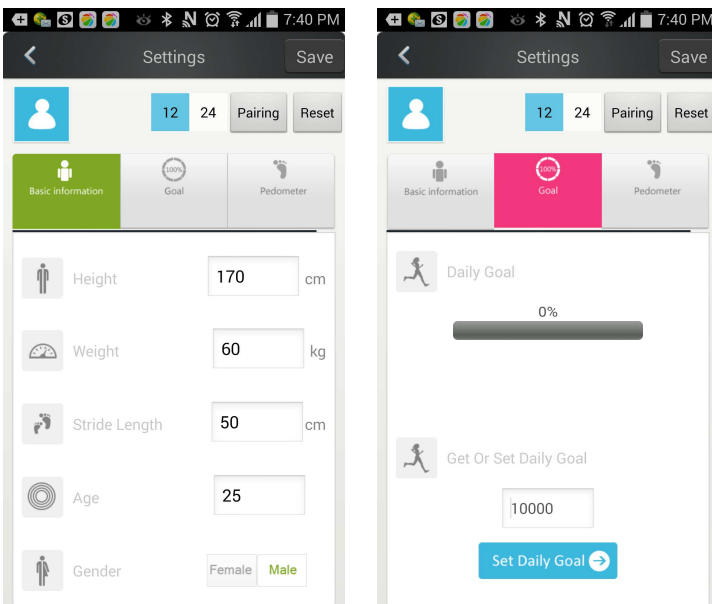 7:40 PM
Settings
Save
12 24 Pairing Reset
Basic information
100%
Goal
Pedometer
Height 170 cm
Weight 60 kg
Stride Length 50 cm
Age 25
Gender Female Male
7:40 PM
Settings
Save
12 24 Pairing Reset
Basic information
100%
Goal
Pedometer
Daily Goal
0%
Get Or Set Daily Goal
10000
Set Daily Goal